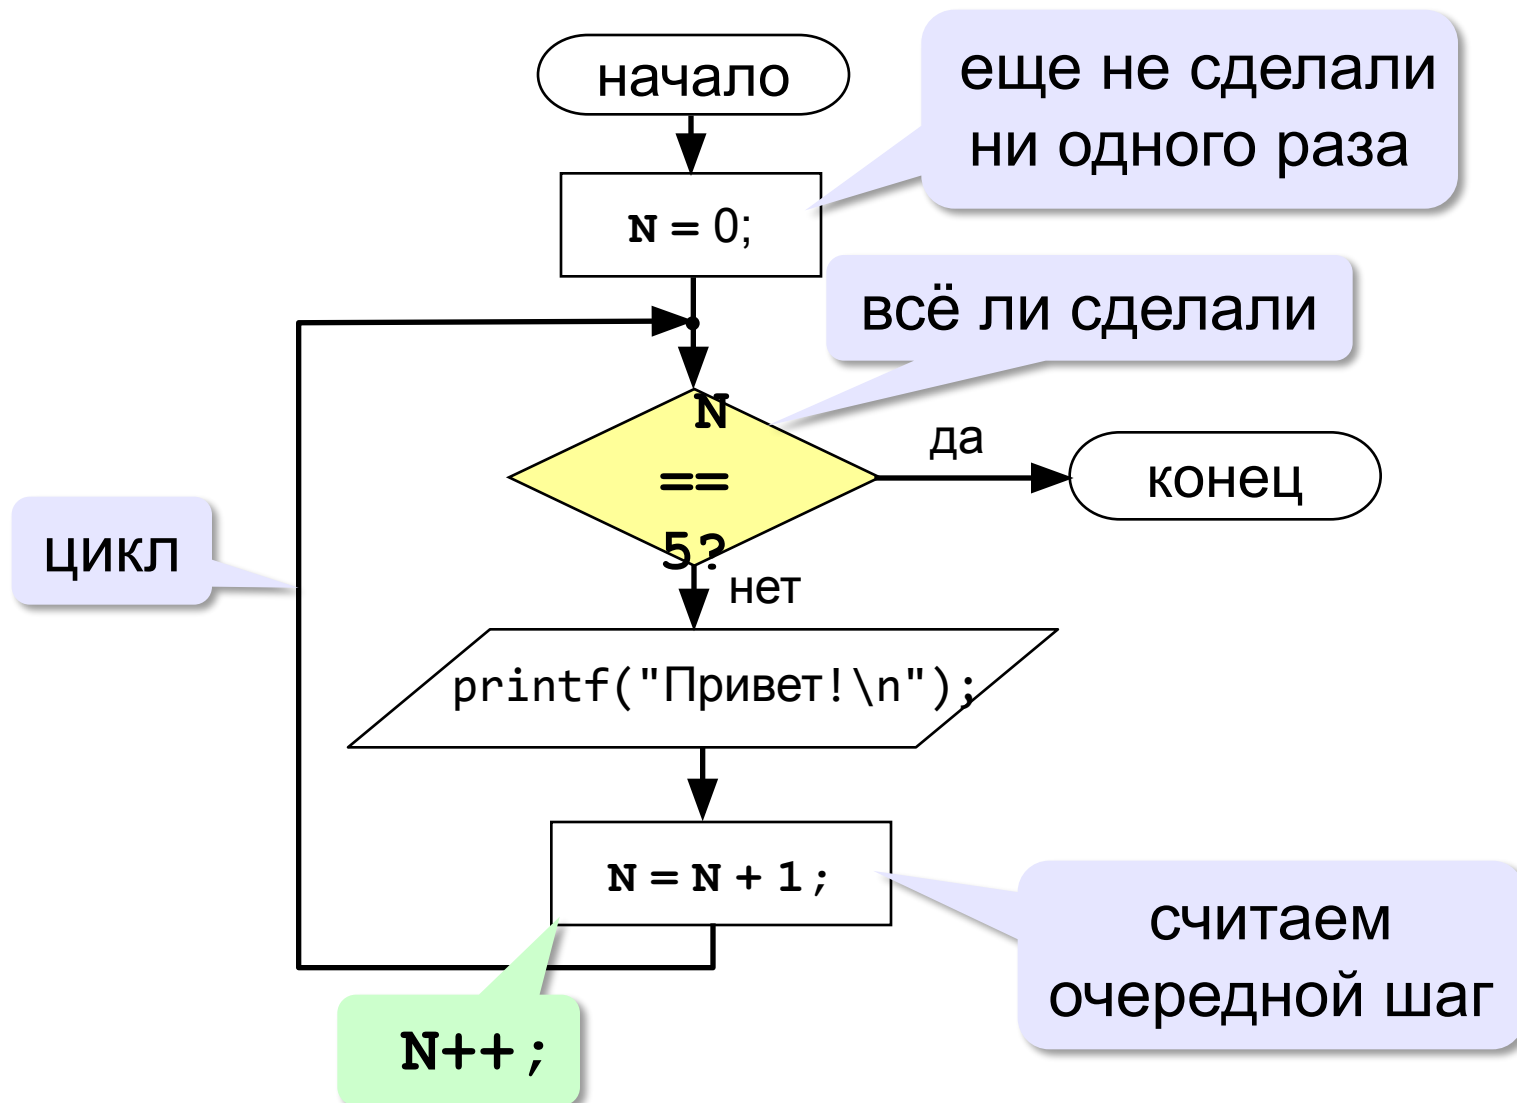 начало
еще не сделали
ни одного раза
N = 0;
всё ли сделали
N
==
5?
да
конец
цикл
нет
printf("Привет!\n");
N = N + 1;
считаем
очередной шаг
N++;